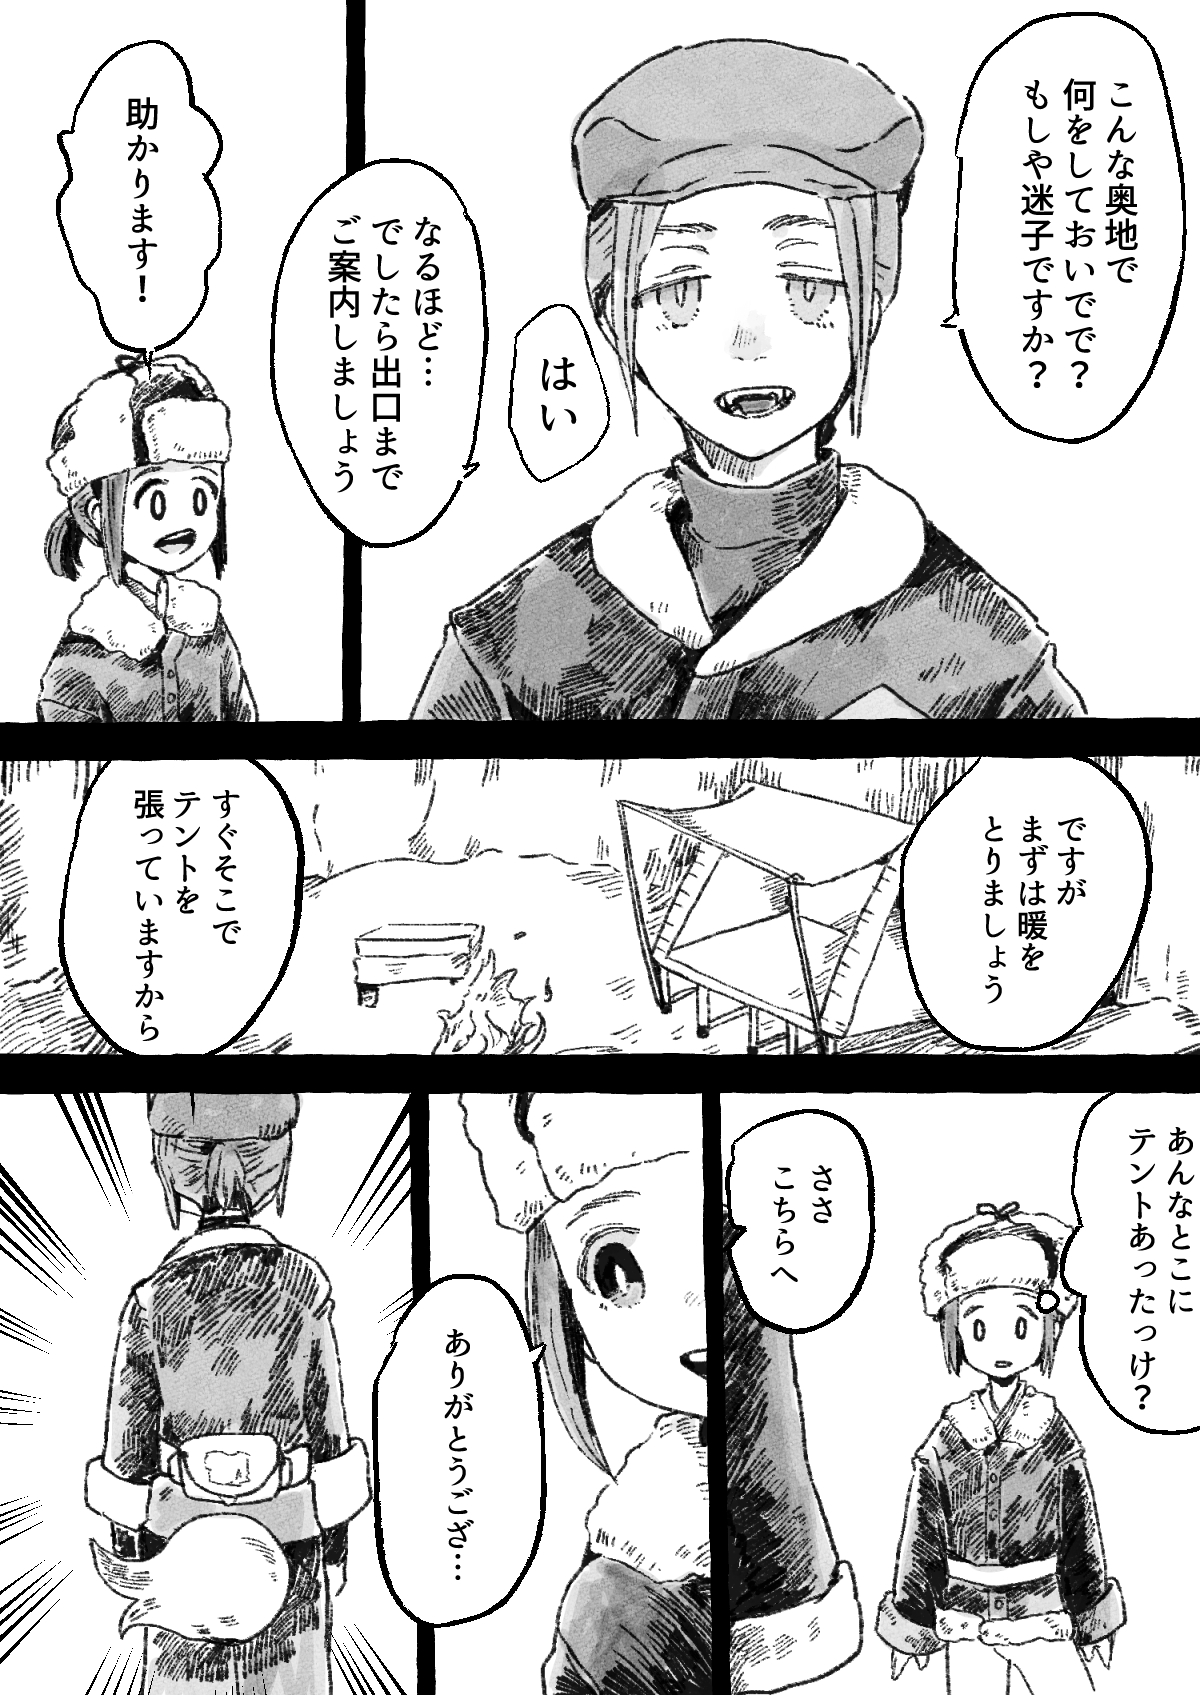 こんな奥地で
何をしておいでで？
もしや迷子ですか？
はい
なるほど…
でしたら出口まで
ご案内しましょう
助かります！
ですが
まずは暖を
とりましょう
すぐそこで
テントを
張っていますから
あんなとこに
テントあったっけ？
ささ
こちらへ
ありがとうござ…